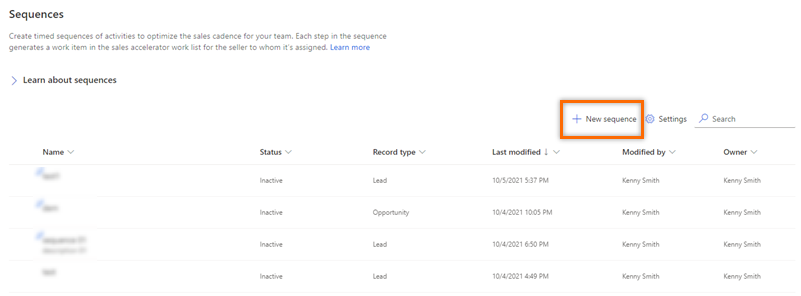 Sequences
Create timed sequences of activities to optimize the sales cadence for your team. Each step in the sequence
generates a work item in the sales accelerator work list for the seller to whom it's assigned. Learn more
Learn about sequences
New sequence Settings Search
Name Status Record type Last modified ↓ Modified by Owner
Inactive Lead 10/5/2021 5:37 PM Kenny Smith Kenny Smith
Inactive Opportunity 10/4/2021 10:05 PM Kenny Smith Kenny Smith
Inactive Lead 10/4/2021 6:50 PM Kenny Smith Kenny Smith
Inactive Lead 10/4/2021 4:49 PM Kenny Smith Kenny Smith